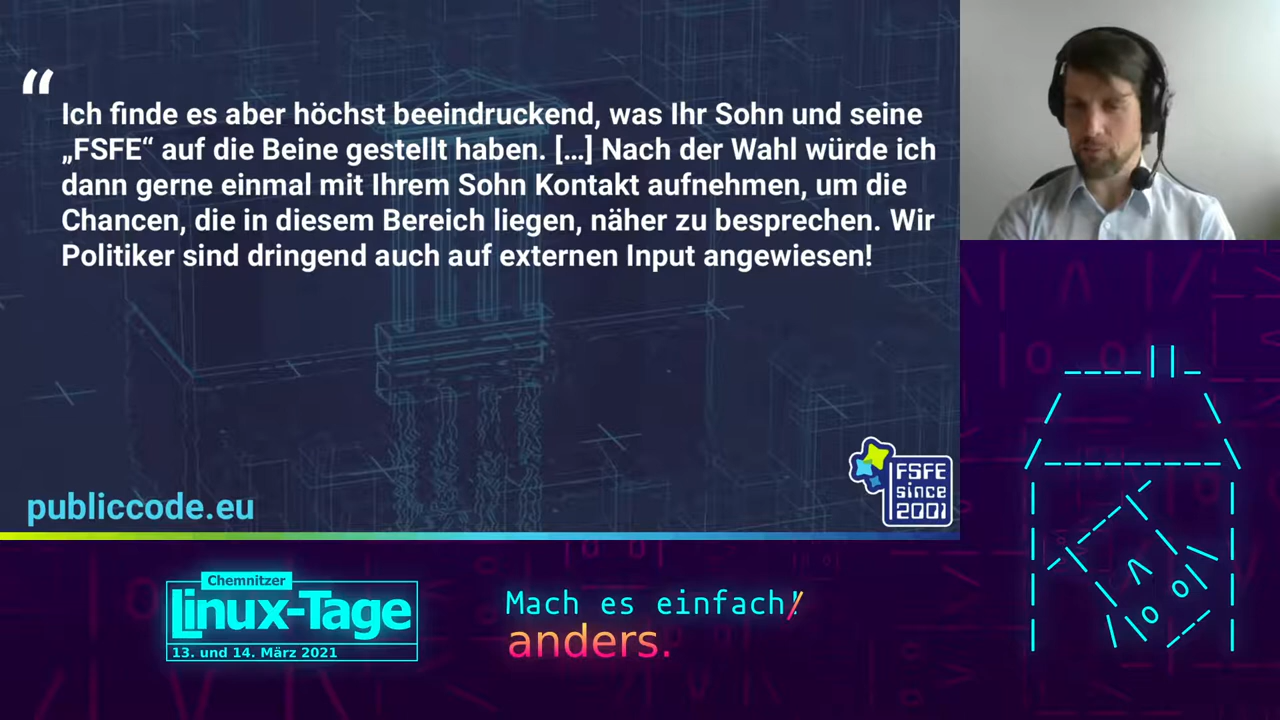 “
Ich finde es aber höchst beeindruckend, was Ihr Sohn und seine
„FSFE“ auf die Beine gestellt haben. […] Nach der Wahl würde ich
dann gerne einmal mit Ihrem Sohn Kontakt aufnehmen, um die
Chancen, die in diesem Bereich liegen, näher zu besprechen. Wir
Politiker sind dringend auch auf externen Input angewiesen!
publiccode.eu
FSFE
since
2001
Chemnitzer
Linux-Tage
13. und 14. März 2021
Mach es einfach!
anders.